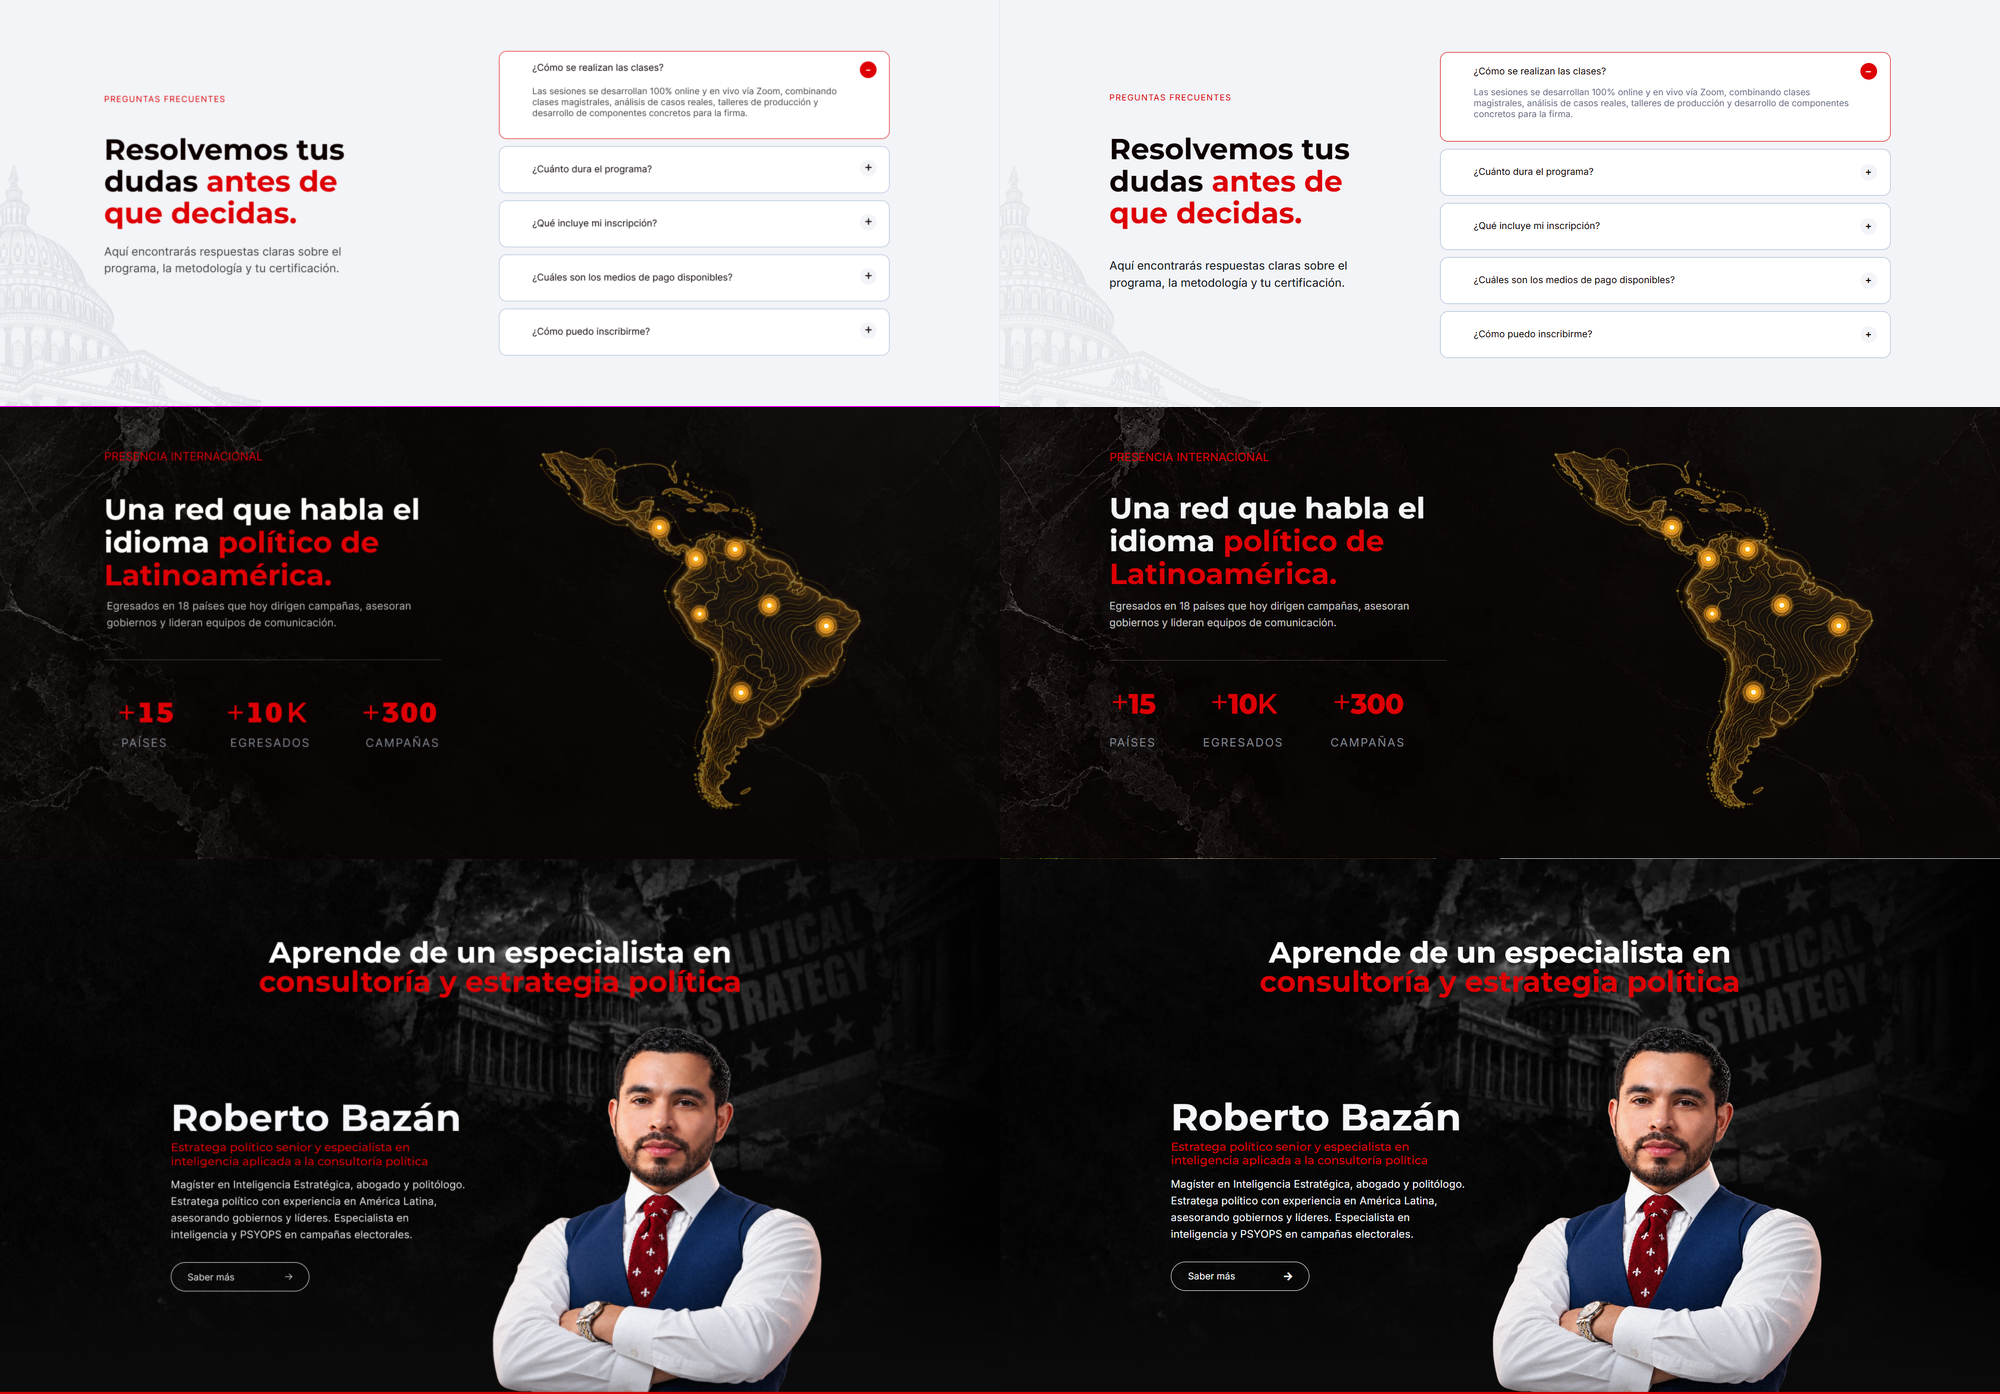 PREGUNTAS FRECUENTES
Resolvemos tus
dudas antes de
que decidas.
Aquí encontrarás respuestas claras sobre el
programa, la metodología y tu certificación.
¿Cómo se realizan las clases?
−
Las sesiones se desarrollan 100% online y en vivo vía Zoom, combinando
clases magistrales, análisis de casos reales, talleres de producción y
desarrollo de componentes concretos para la firma.
¿Cuánto dura el programa?
+
¿Qué incluye mi inscripción?
+
¿Cuáles son los medios de pago disponibles?
+
¿Cómo puedo inscribirme?
+
PREGUNTAS FRECUENTES
Resolvemos tus
dudas antes de
que decidas.
Aquí encontrarás respuestas claras sobre el
programa, la metodología y tu certificación.
¿Cómo se realizan las clases?
−
Las sesiones se desarrollan 100% online y en vivo vía Zoom, combinando clases
magistrales, análisis de casos reales, talleres de producción y desarrollo de componentes
concretos para la firma.
¿Cuánto dura el programa?
+
¿Qué incluye mi inscripción?
+
¿Cuáles son los medios de pago disponibles?
+
¿Cómo puedo inscribirme?
+
PRESENCIA INTERNACIONAL
Una red que habla el
idioma político de
Latinoamérica.
Egresados en 18 países que hoy dirigen campañas, asesoran
gobiernos y lideran equipos de comunicación.
+15 +10K +300
PAÍSES EGRESADOS CAMPAÑAS
PRESENCIA INTERNACIONAL
Una red que habla el
idioma político de
Latinoamérica.
Egresados en 18 países que hoy dirigen campañas, asesoran
gobiernos y lideran equipos de comunicación.
+15 +10K +300
PAÍSES EGRESADOS CAMPAÑAS
Aprende de un especialista en
consultoría y estrategia política
STRATEGY
Roberto Bazán
Estratega político senior y especialista en
inteligencia aplicada a la consultoría política
Magíster en Inteligencia Estratégica, abogado y politólogo.
Estratega político con experiencia en América Latina,
asesorando gobiernos y líderes. Especialista en
inteligencia y PSYOPS en campañas electorales.
Saber más →
Aprende de un especialista en
consultoría y estrategia política
POLITICAL
STRATEGY
Roberto Bazán
Estratega político senior y especialista en
inteligencia aplicada a la consultoría política
Magíster en Inteligencia Estratégica, abogado y politólogo.
Estratega político con experiencia en América Latina,
asesorando gobiernos y líderes. Especialista en
inteligencia y PSYOPS en campañas electorales.
Saber más →